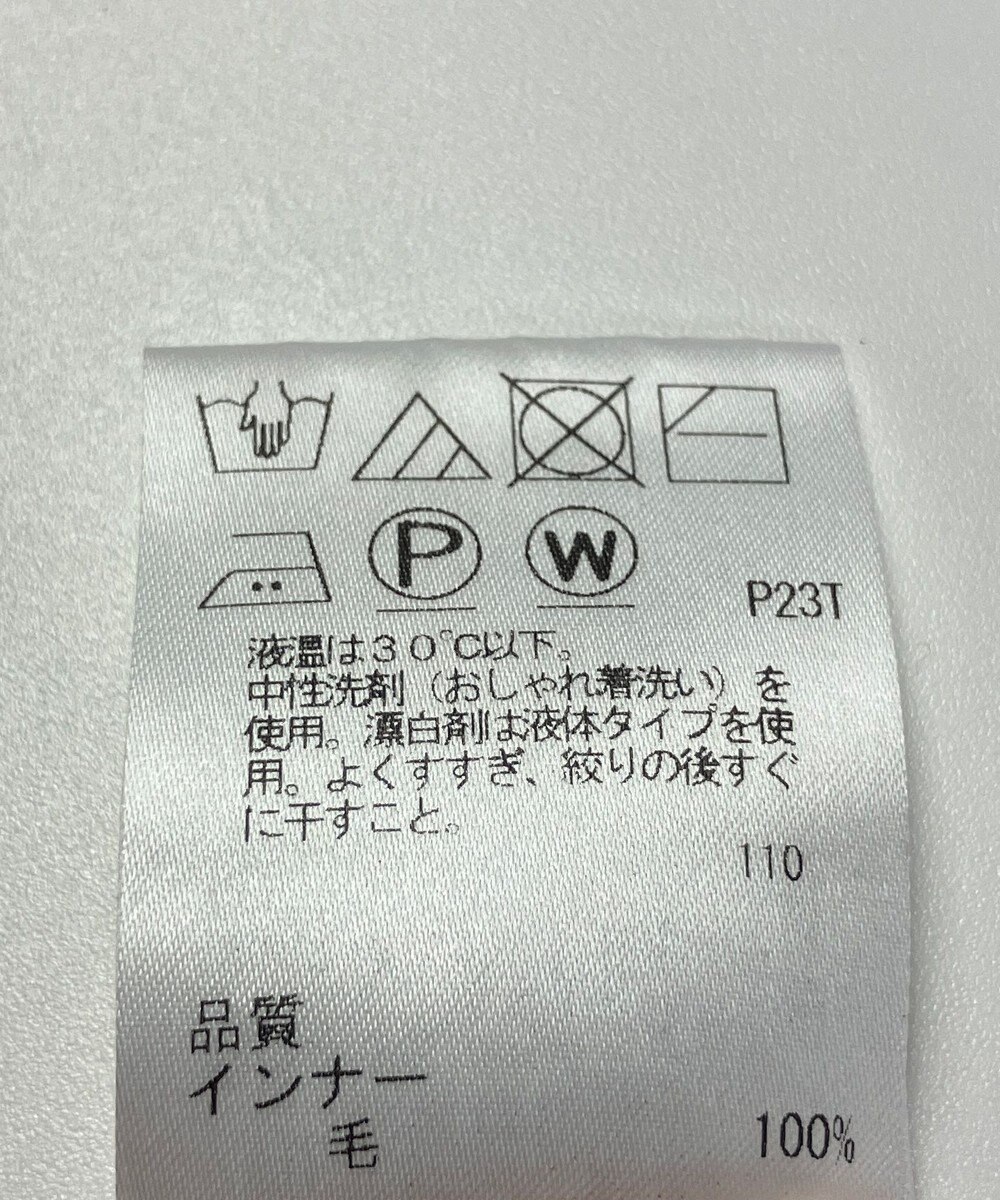 P W
P23T
液温は30℃以下。
中性洗剤（おしゃれ着洗い）を
使用。漂白剤は液体タイプを使
用。よくすすぎ、絞りの後すぐ
に干すこと。
110
品質
インナー
毛 100%